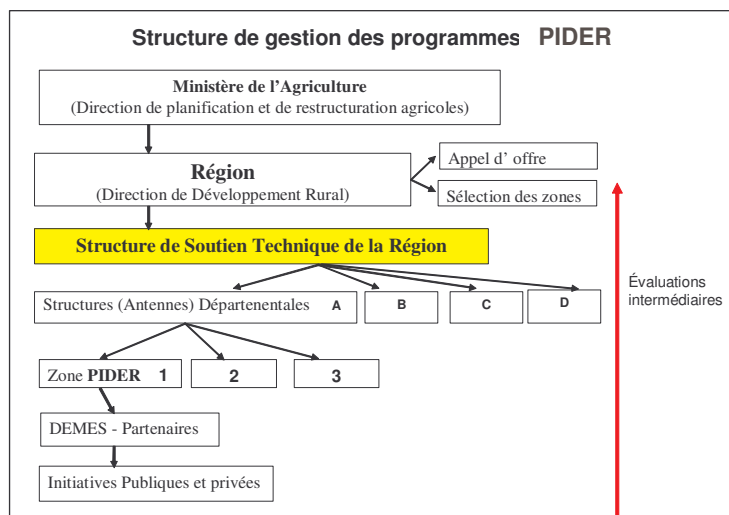 Structure de gestion des programmes PIDER
Ministère de l'Agriculture
(Direction de planification et de restructuration agricoles)
Région
(Direction de Développement Rural)
Appel d' offre
Sélection des zones
Structure de Soutien Technique de la Région
Évaluations
intermédiaires
Structures (Antennes) Départenentales A
B
C
D
Zone PIDER 1
2
3
DEMES - Partenaires
Initiatives Publiques et privées